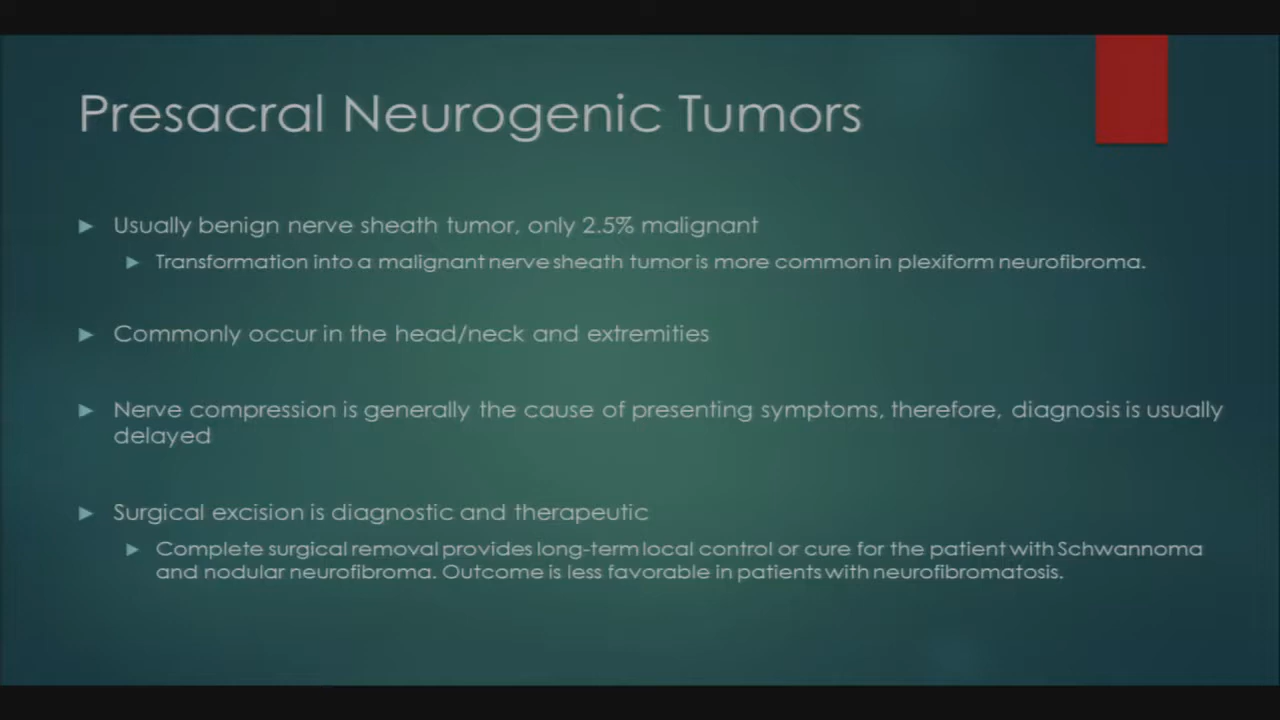 Presacral Neurogenic Tumors
Usually benign nerve sheath tumor, only 2.5% malignant
Transformation into a malignant nerve sheath tumor is more common in plexiform neurofibroma.
Commonly occur in the head/neck and extremities
Nerve compression is generally the cause of presenting symptoms, therefore, diagnosis is usually
delayed
Surgical excision is diagnostic and therapeutic
Complete surgical removal provides long-term local control or cure for the patient with Schwannoma
and nodular neurofibroma. Outcome is less favorable in patients with neurofibromatosis.